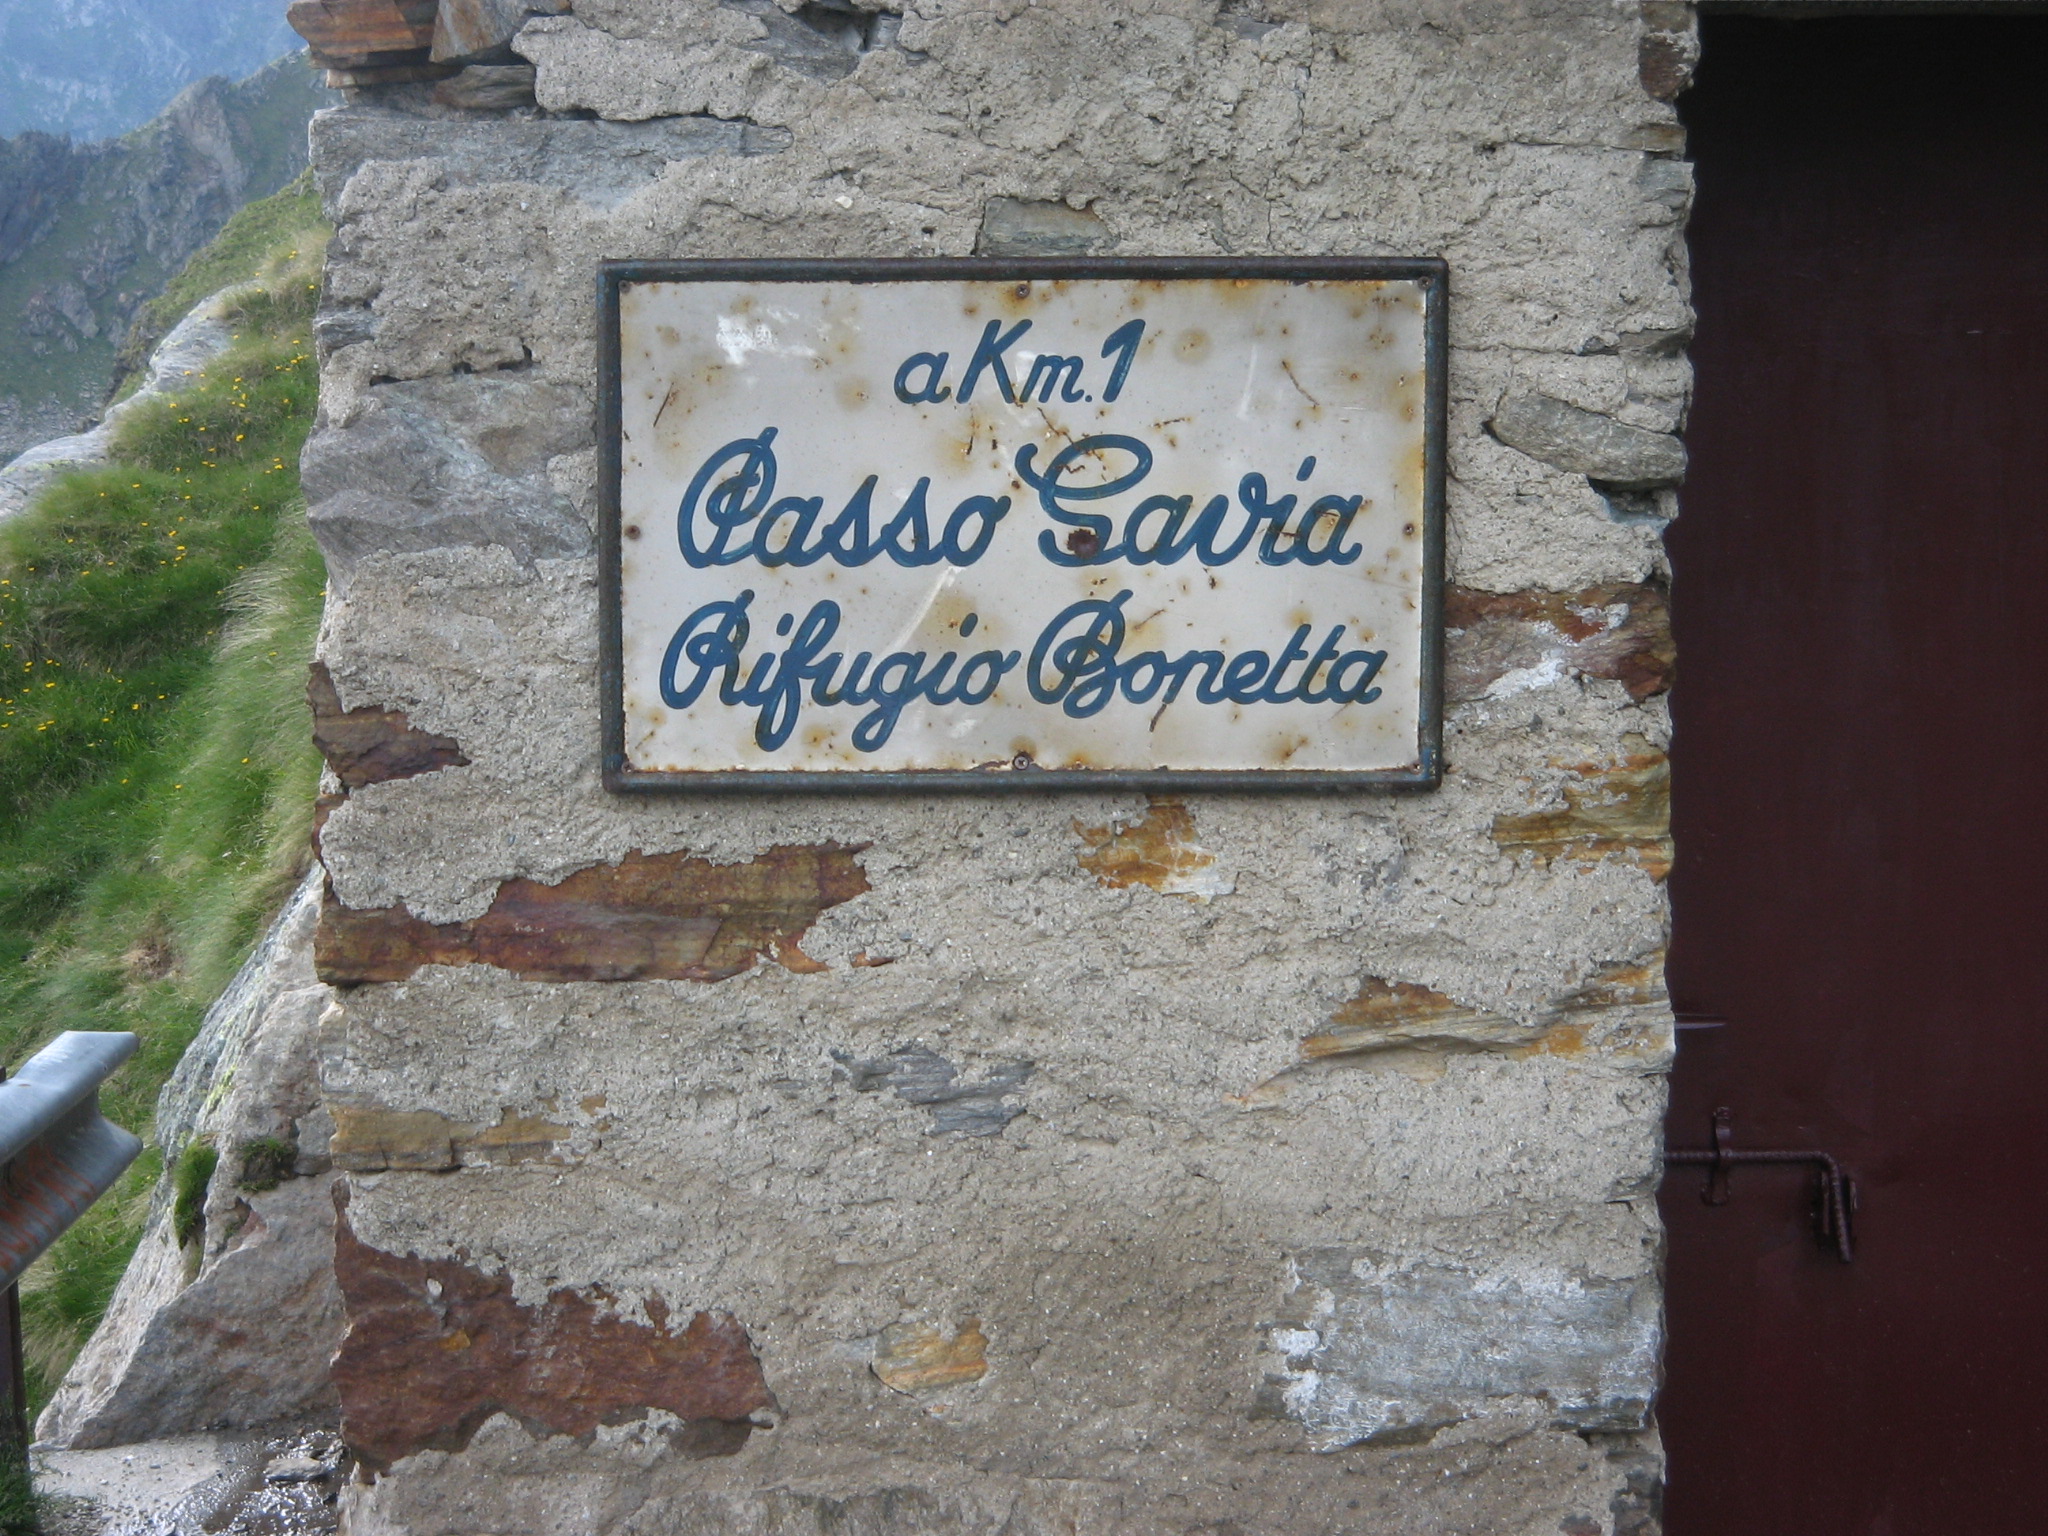 a Km.1
Passo Gavia
Rifugio Bonetta